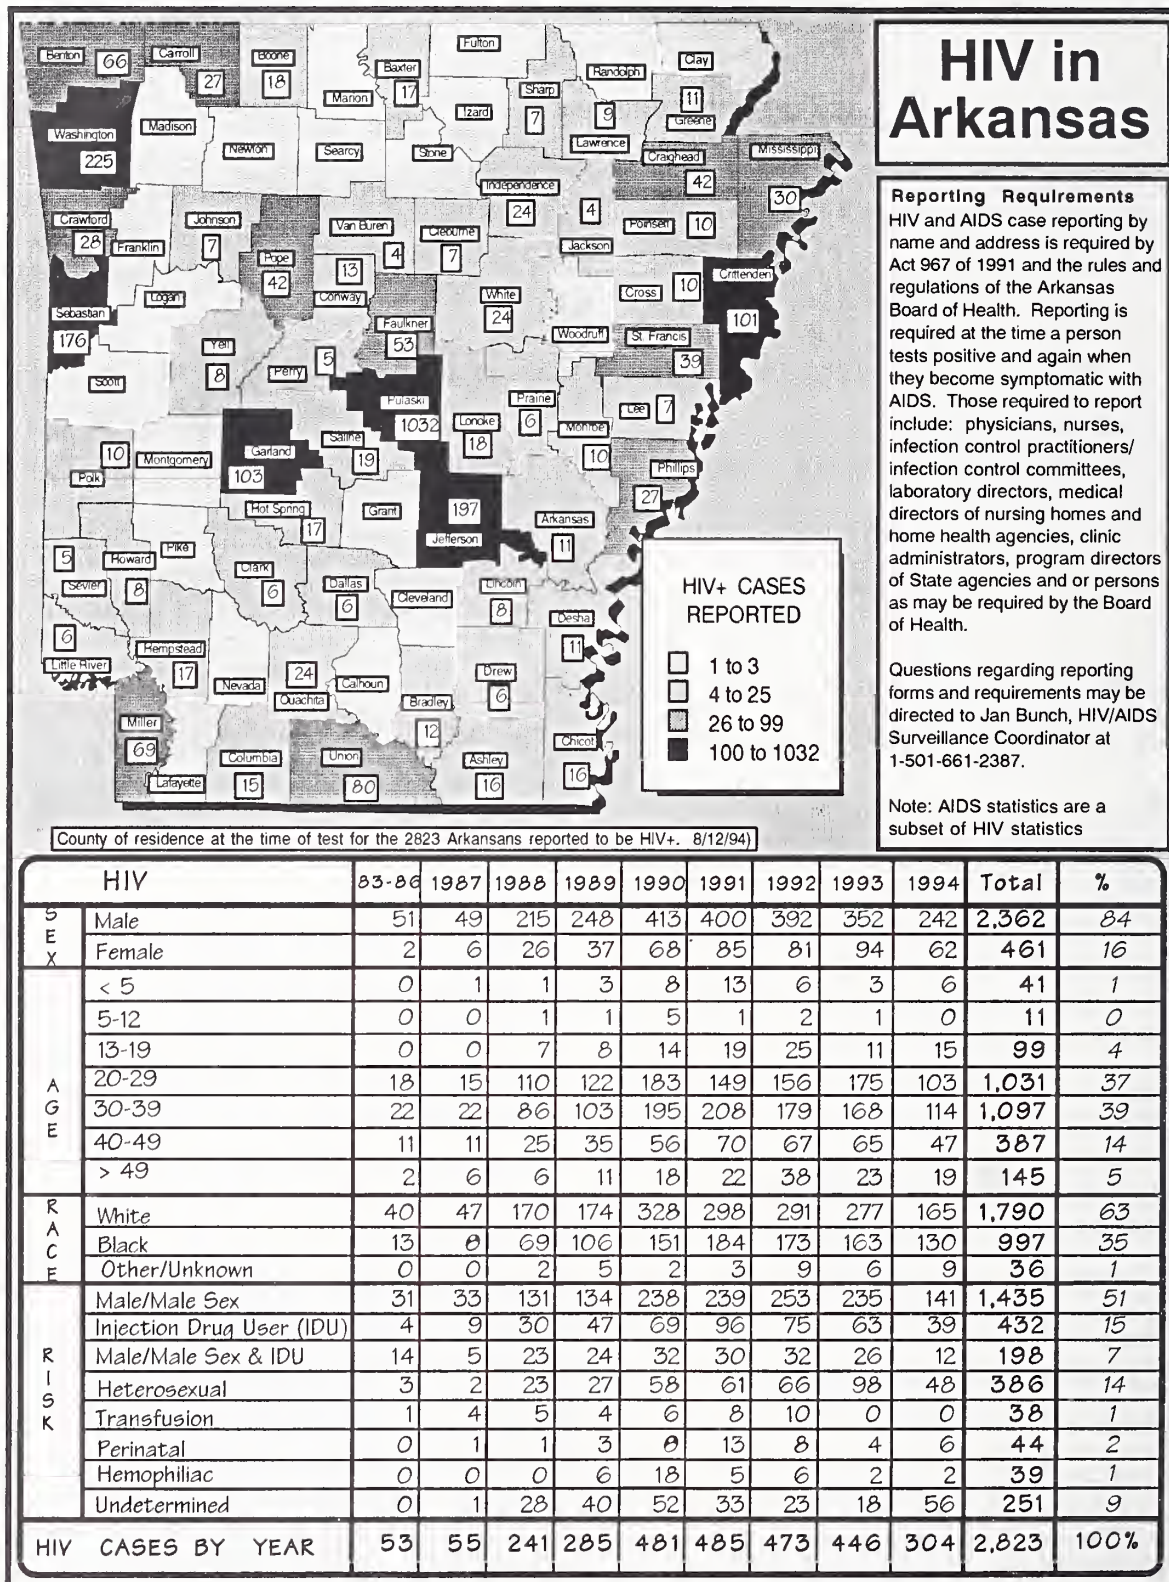 HIV in
Arkansas
Reporting Requirements
HIV and AIDS case reporting by
name and address is required by
Act 967 of 1991 and the rules and
regulations of the Arkansas
Board of Health. Reporting is
required at the time a person
tests positive and again when
they become symptomatic with
AIDS. Those required to report
include: physicians, nurses,
infection control practitioners/
infection control committees,
laboratory directors, medical
directors of nursing homes and
home health agencies, clinic
administrators, program directors
of State agencies and or persons
as may be required by the Board
of Health.
Questions regarding reporting
forms and requirements may be
directed to Jan Bunch, HIV/AIDS
Surveillance Coordinator at
1-501-661-2387.
Note: AIDS statistics are a
subset of HIV statistics
Benton 66
Carroll 27
Boone 18
Marion
Baxter 17
Fulton
Izard
Sharp 7
Randolph
Lawrence 9
Clay
Greene 11
Washington 225
Madison
Newton
Searcy
Stone
Independence 24
Craighead 42
Mississippi 30
Crawford 28
Franklin
Johnson 7
Pope 42
Van Buren 4
Cleburne 7
Jackson 4
Poinsett 10
Sebastian 176
Logan
Conway 13
Faulkner 53
White 24
Woodruff
Cross 10
Crittenden 101
St. Francis 39
Scott
Yell 8
Perry 5
Pulaski 1032
Lonoke 18
Prairie 6
Monroe 10
Lee 7
Phillips 27
Polk 10
Montgomery
Garland 103
Saline 19
Hot Spring 17
Grant
Jefferson 197
Arkansas 11
Sevier 5
Howard 8
Pike
Clark 6
Dallas 6
Cleveland
Lincoln 8
Desha 11
Little River 6
Hempstead 17
Nevada
Ouachita 24
Calhoun
Bradley 12
Drew 6
Miller 69
Lafayette
Columbia 15
Union 80
Ashley 16
Chicot 16
HIV+ CASES
REPORTED
1 to 3
4 to 25
26 to 99
100 to 1032
County of residence at the time of test for the 2823 Arkansans reported to be HIV+. 8/12/94)
HIV 83-86 1987 1988 1989 1990 1991 1992 1993 1994 Total %
SEX
Male 51 49 215 248 413 400 392 352 242 2,362 84
Female 2 6 26 37 68 85 81 94 62 461 16
AGE
< 5 0 1 1 3 8 13 6 3 6 41 1
5-12 0 0 1 1 5 1 2 1 0 11 0
13-19 0 0 7 8 14 19 25 11 15 99 4
20-29 18 15 110 122 183 149 156 175 103 1,031 37
30-39 22 22 86 103 195 208 179 168 114 1,097 39
40-49 11 11 25 35 56 70 67 65 47 387 14
> 49 2 6 6 11 18 22 38 23 19 145 5
RACE
White 40 47 170 174 328 298 291 277 165 1,790 63
Black 13 8 69 106 151 184 173 163 130 997 35
Other/Unknown 0 0 2 5 2 3 9 6 9 36 1
RISK
Male/Male Sex 31 33 131 134 238 239 253 235 141 1,435 51
Injection Drug User (IDU) 4 9 30 47 69 96 75 63 39 432 15
Male/Male Sex & IDU 14 5 23 24 32 30 32 26 12 198 7
Heterosexual 3 2 23 27 58 61 66 98 48 386 14
Transfusion 1 4 5 4 6 8 10 0 0 38 1
Perinatal 0 1 1 3 8 13 8 4 6 44 2
Hemophiliac 0 0 0 6 18 5 6 2 2 39 1
Undetermined 0 1 28 40 52 33 23 18 56 251 9
HIV CASES BY YEAR 53 55 241 285 481 485 473 446 304 2,823 100%